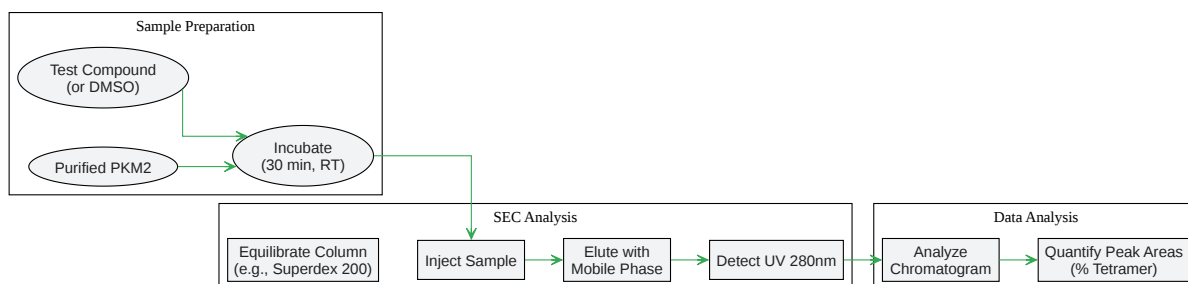 Sample Preparation
Test Compound
(or DMSO)
Purified PKM2
Incubate
(30 min, RT)
SEC Analysis
Equilibrate Column
(e.g., Superdex 200)
Inject Sample
Elute with
Mobile Phase
Detect UV 280nm
Data Analysis
Analyze
Chromatogram
Quantify Peak Areas
(% Tetramer)